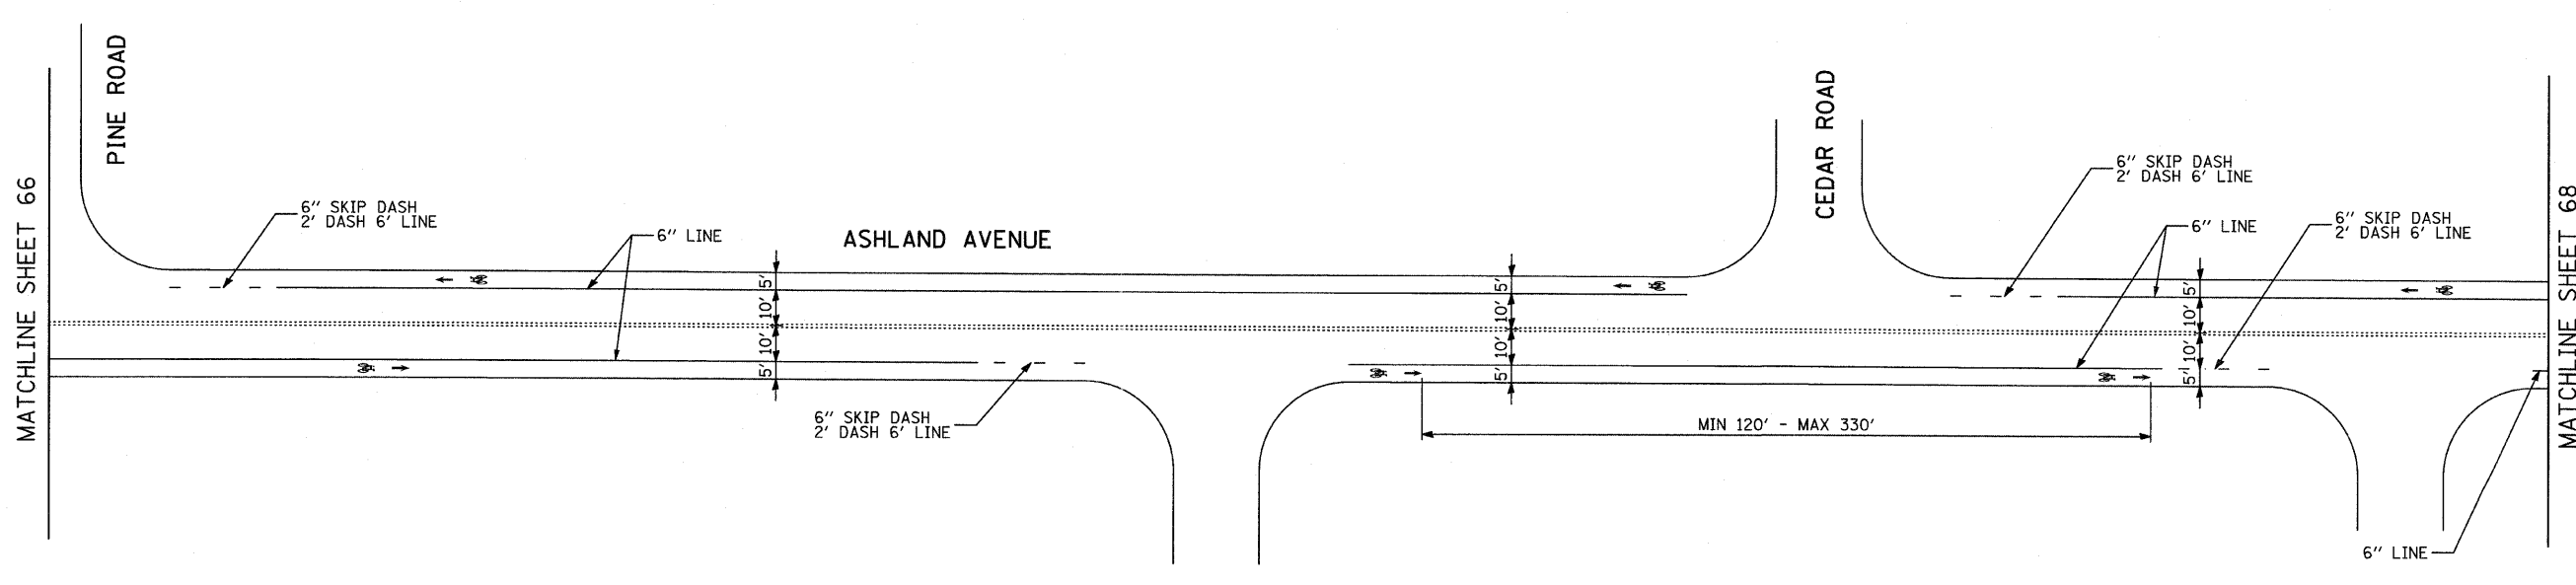 MATCHLINE SHEET 66
PINE ROAD
6" SKIP DASH
2' DASH 6' LINE
6" LINE
ASHLAND AVENUE
CEDAR ROAD
6" SKIP DASH
2' DASH 6' LINE
6" LINE
6" SKIP DASH
2' DASH 6' LINE
MATCHLINE SHEET 68
5'
10'
10'
5'
5'
10'
10'
5'
5'
10'
10'
5'
6" SKIP DASH
2' DASH 6' LINE
MIN 120' - MAX 330'
6" LINE